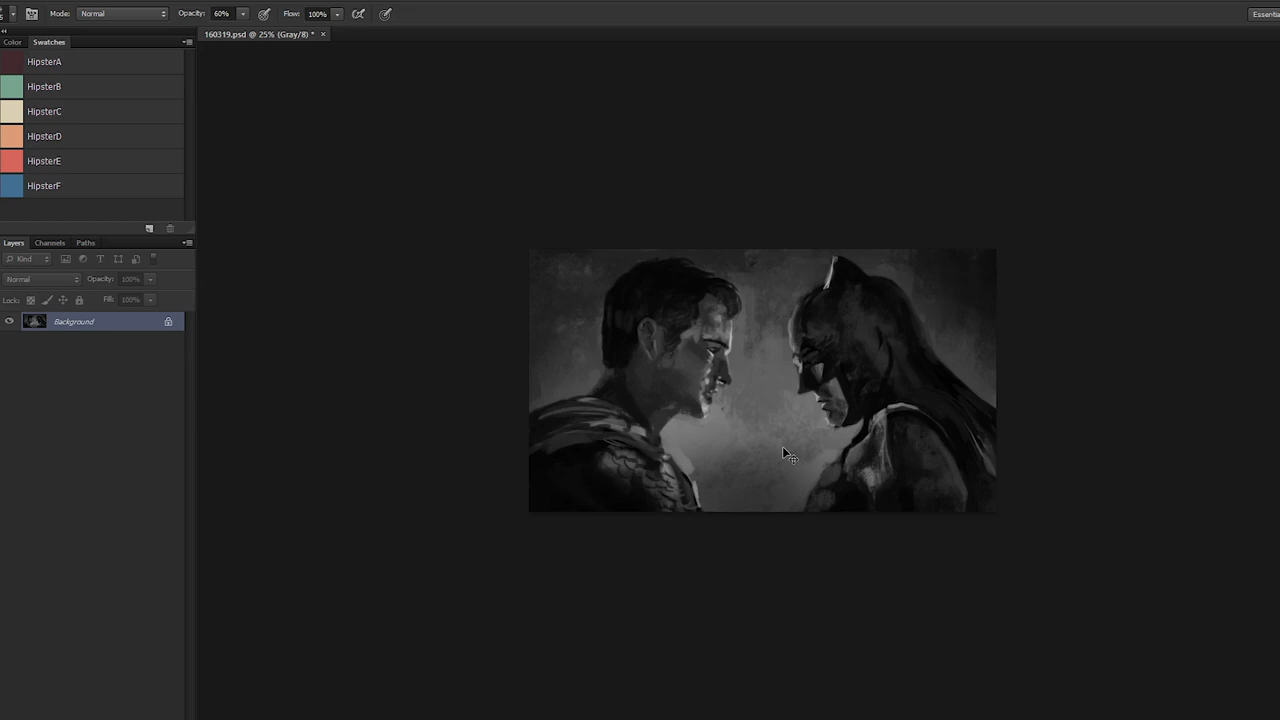 Mode: Normal Opacity: 60% Flow: 100% Essentia
160319.psd @ 25% (Gray/8) * ×
Color Swatches
HipsterA
HipsterB
HipsterC
HipsterD
HipsterE
HipsterF
Layers Channels Paths
Kind
Normal Opacity: 100%
Lock: Fill: 100%
Background